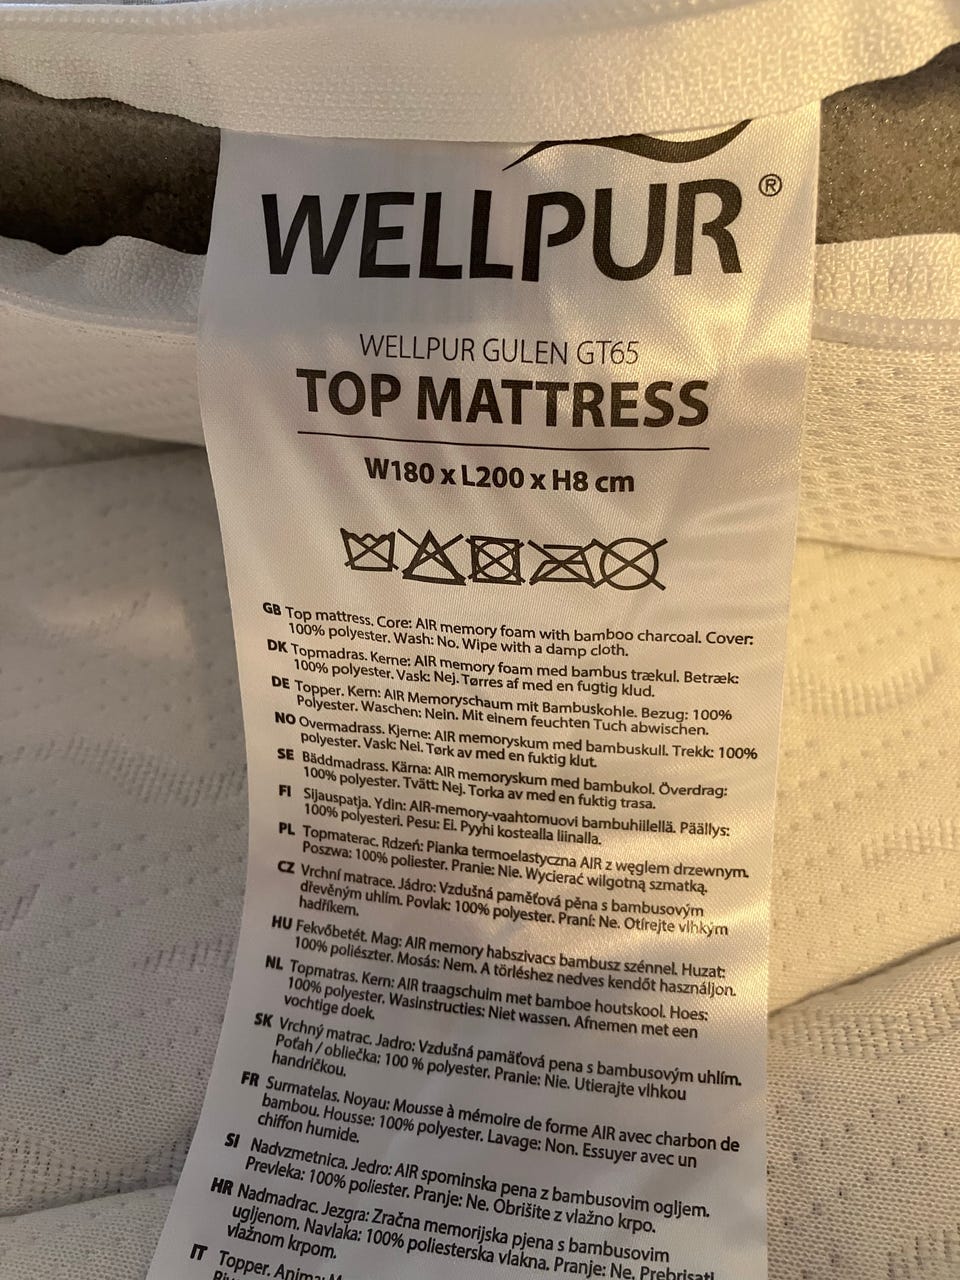 WELLPUR®
WELLPUR GULEN GT65
TOP MATTRESS
W180 x L200 x H8 cm
GB Top mattress. Core: AIR memory foam with bamboo charcoal. Cover:
100% polyester. Wash: No. Wipe with a damp cloth.
DK Topmadras. Kerne: AIR memory foam med bambus trækul. Betræk:
100% polyester. Vask: Nej. Tørres af med en fugtig klud.
DE Topper. Kern: AIR Memoryschaum mit Bambuskohle. Bezug: 100%
Polyester. Waschen: Nein. Mit einem feuchten Tuch abwischen.
NO Overmadrass. Kjerne: AIR memoryskum med bambuskull. Trekk: 100%
polyester. Vask: Nei. Tørk av med en fuktig klut.
SE Bäddmadrass. Kärna: AIR memoryskum med bambukol. Överdrag:
100% polyester. Tvätt: Nej. Torka av med en fuktig trasa.
FI Sijauspatja. Ydin: AIR-memory-vaahtomuovi bambuhiilellä. Päällys:
100% polyesteri. Pesu: Ei. Pyyhi kostealla liinalla.
PL Topmaterac. Rdzeń: Pianka termoelastyczna AIR z węglem drzewnym.
Poszwa: 100% poliester. Pranie: Nie. Wycierać wilgotną szmatką.
CZ Vrchní matrace. Jádro: Vzdušná paměťová pěna s bambusovým
dřevěným uhlím. Povlak: 100% polyester. Praní: Ne. Otírejte vlhkým
hadříkem.
HU Fekvőbetét. Mag: AIR memory habszivacs bambusz szénnel. Huzat:
100% poliészter. Mosás: Nem. A törléshez nedves kendőt használjon.
NL Topmatras. Kern: AIR traagschuim met bamboe houtskool. Hoes:
100% polyester. Wasinstructies: Niet wassen. Afnemen met een
vochtige doek.
SK Vrchný matrac. Jadro: Vzdušná pamäťová pena s bambusovým uhlím.
Poťah / obliečka: 100 % polyester. Pranie: Nie. Utierajte vlhkou
handričkou.
FR Surmatelas. Noyau: Mousse à mémoire de forme AIR avec charbon de
bambou. Housse: 100% polyester. Lavage: Non. Essuyer avec un
chiffon humide.
SI Nadvzmetnica. Jedro: AIR spominska pena z bambusovim ogljem.
Prevleka: 100% poliester. Pranje: Ne. Obrišite z vlažno krpo.
HR Nadmadrac. Jezgra: Zračna memorijska pjena s bambusovim
ugljenom. Navlaka: 100% poliesterska vlakna. Pranje: Ne. Prebrisati
vlažnom krpom.
IT Topper. Anima: